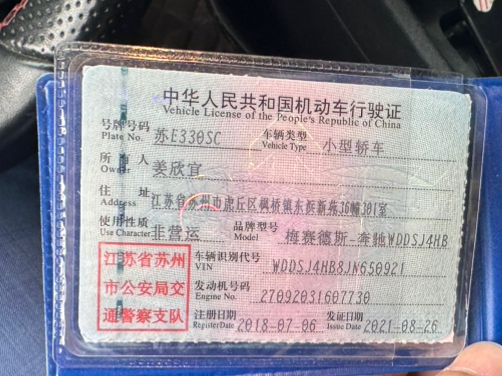 中华人民共和国机动车行驶证
Vehicle License of the People's Republic of China
号牌号码 Plate No. 苏E330SC 车辆类型 Vehicle Type 小型轿车
所有人 Owner 姜欣宜
住址 Address 江苏省苏州市虎丘区枫桥镇东浜新苑36幢301室
使用性质 Use Character 非营运 品牌型号 Model 梅赛德斯-奔驰WDDSJ4HB
江苏省苏州市公安局交通警察支队
车辆识别代号 VIN WDDSJ4HB8JN650921
发动机号码 Engine No. 27092031607730
注册日期 Register Date 2018-07-06 发证日期 Issue Date 2021-08-26